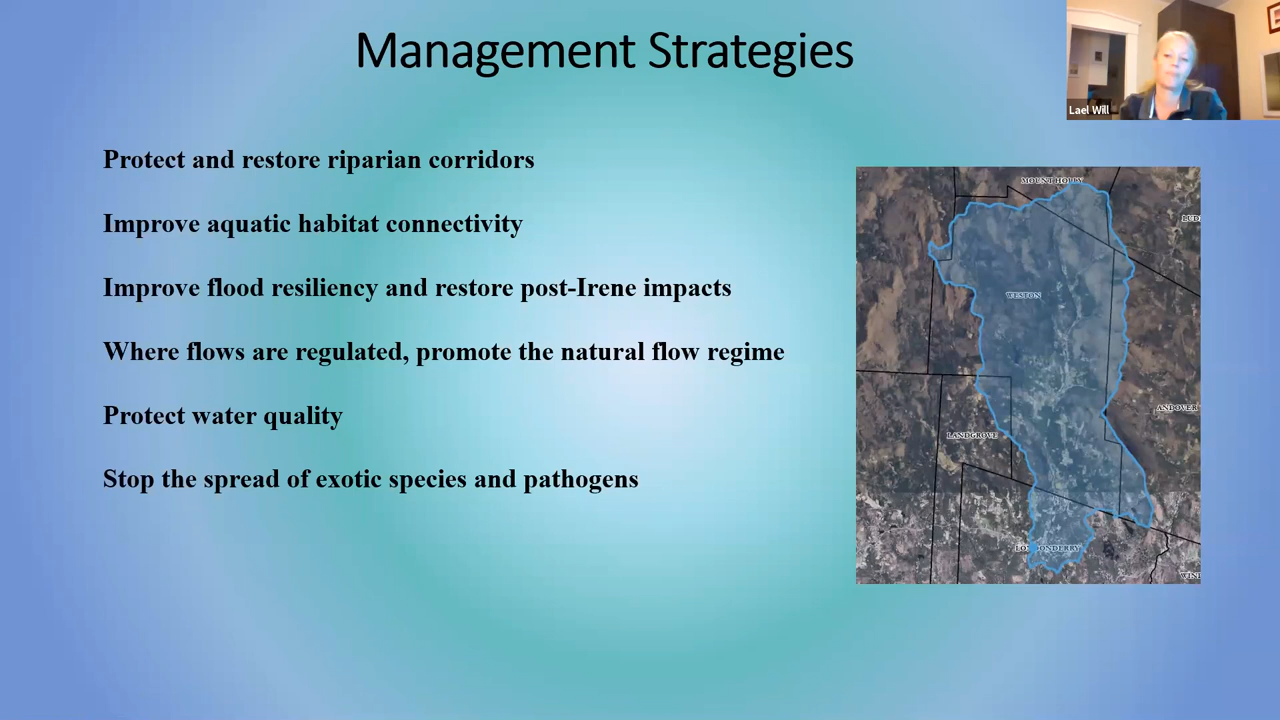 Management Strategies
Lael Will
Protect and restore riparian corridors
Improve aquatic habitat connectivity
Improve flood resiliency and restore post-Irene impacts
Where flows are regulated, promote the natural flow regime
Protect water quality
Stop the spread of exotic species and pathogens
MOUNT HOLLY
LUD
WESTON
ANDOVER
LANDGROVE
LONDONDERRY
WIN